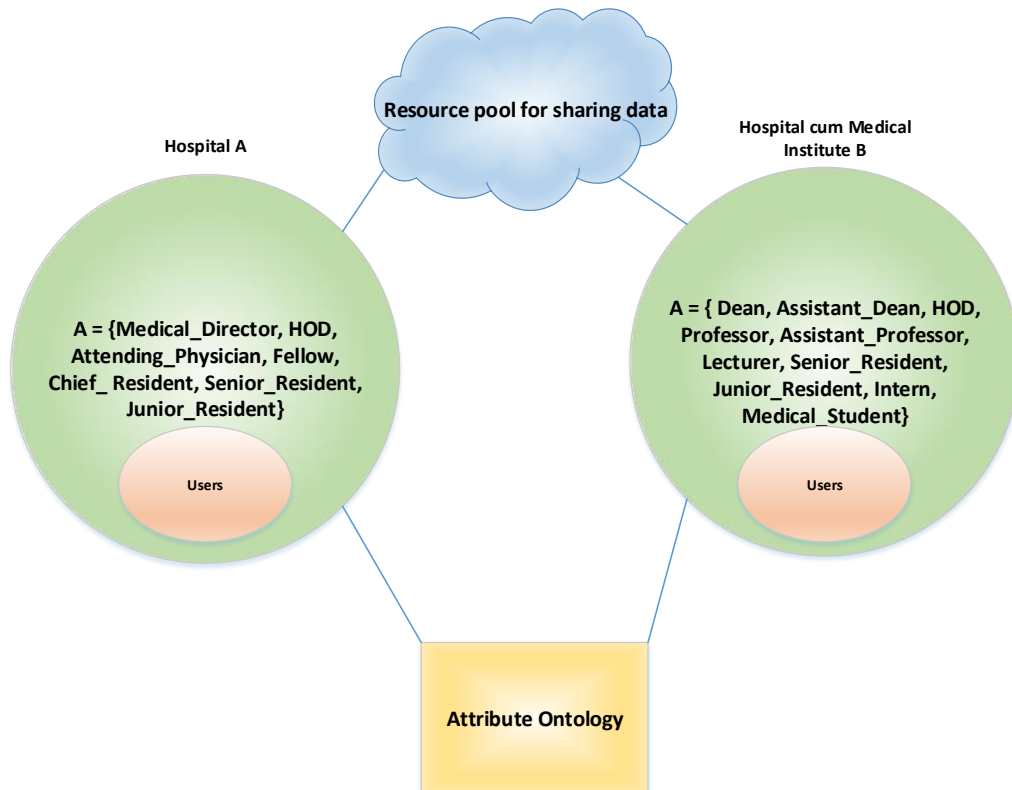 Resource pool for sharing data
Hospital A
Hospital cum Medical
Institute B
A = {Medical_Director, HOD,
Attending_Physician, Fellow,
Chief_ Resident, Senior_Resident,
Junior_Resident}
Users
A = { Dean, Assistant_Dean, HOD,
Professor, Assistant_Professor,
Lecturer, Senior_Resident,
Junior_Resident, Intern,
Medical_Student}
Users
Attribute Ontology